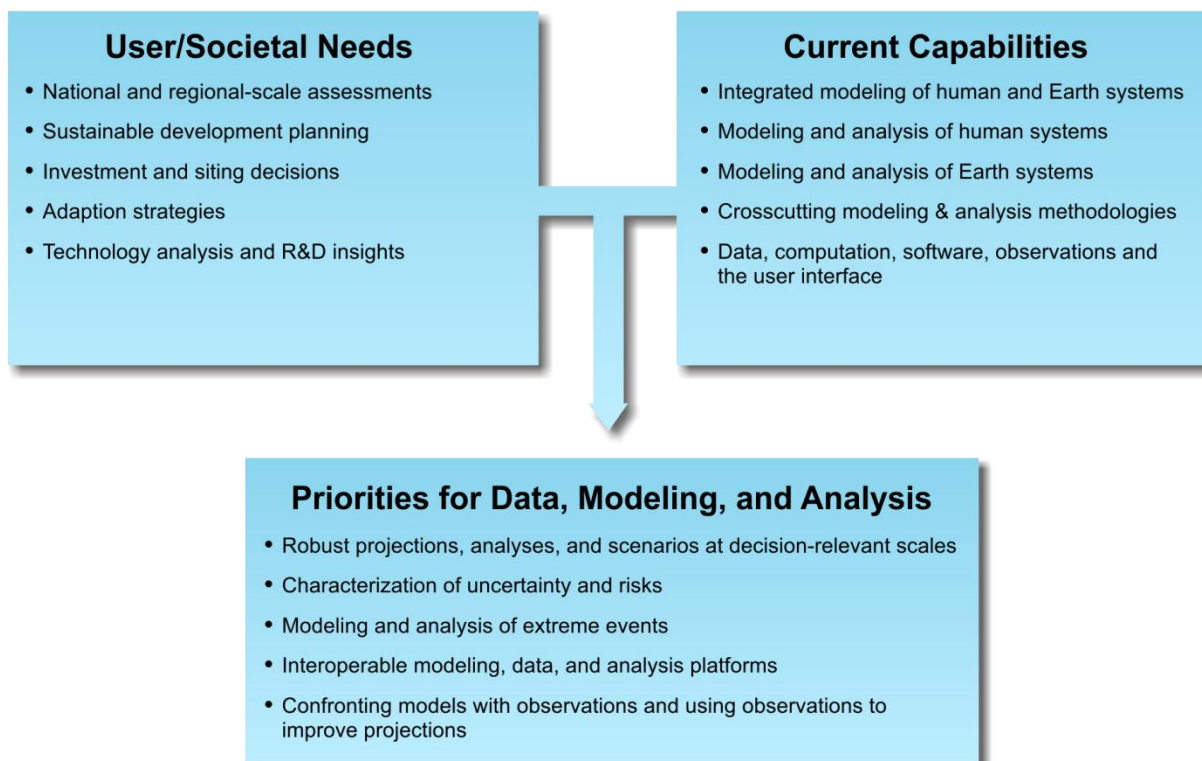 User/Societal Needs
• National and regional-scale assessments
• Sustainable development planning
• Investment and siting decisions
• Adaption strategies
• Technology analysis and R&D insights
Current Capabilities
• Integrated modeling of human and Earth systems
• Modeling and analysis of human systems
• Modeling and analysis of Earth systems
• Crosscutting modeling & analysis methodologies
• Data, computation, software, observations and
the user interface
Priorities for Data, Modeling, and Analysis
• Robust projections, analyses, and scenarios at decision-relevant scales
• Characterization of uncertainty and risks
• Modeling and analysis of extreme events
• Interoperable modeling, data, and analysis platforms
• Confronting models with observations and using observations to
improve projections